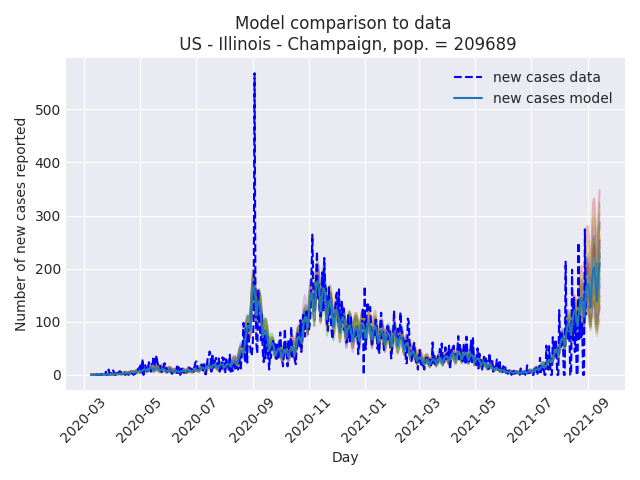 Model comparison to data
US - Illinois - Champaign, pop. = 209689
new cases data
new cases model
Number of new cases reported
500
400
300
200
100
0
2020-03
2020-05
2020-07
2020-09
2020-11
2021-01
2021-03
2021-05
2021-07
2021-09
Day